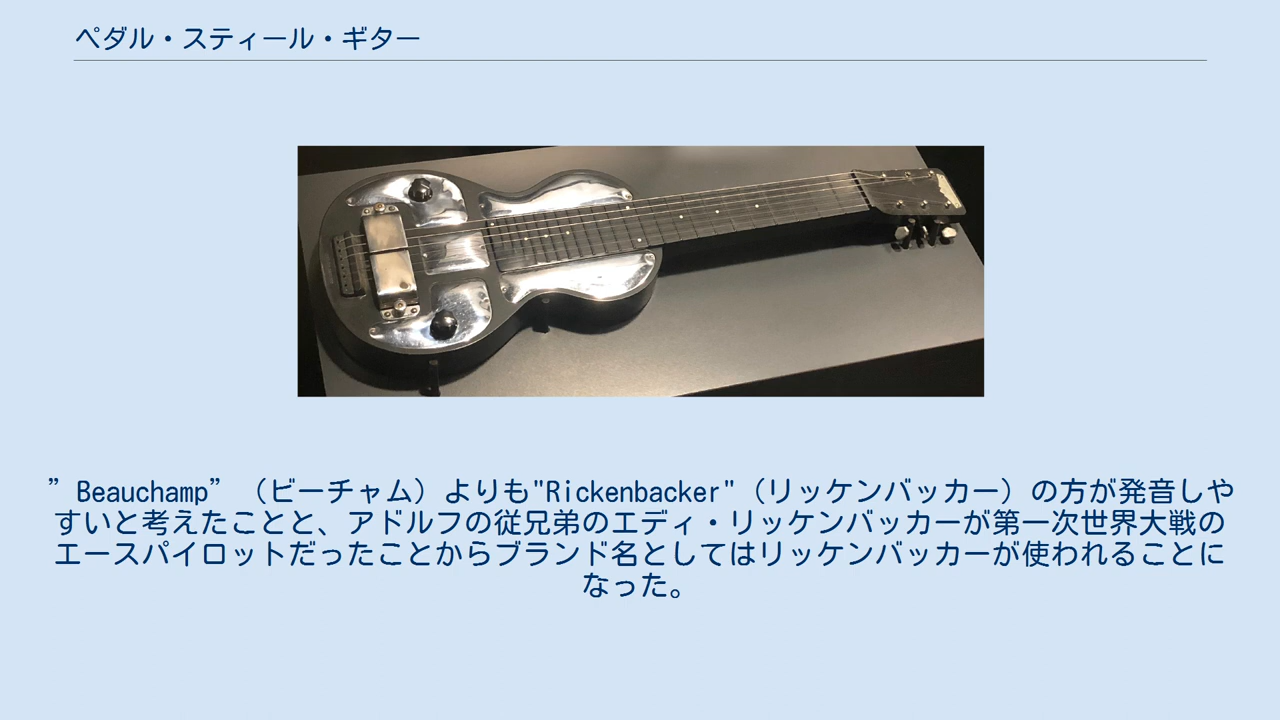 ペダル・スティール・ギター
”Beauchamp”（ビーチャム）よりも"Rickenbacker"（リッケンバッカー）の方が発音しや
すいと考えたことと、アドルフの従兄弟のエディ・リッケンバッカーが第一次世界大戦の
エースパイロットだったことからブランド名としてはリッケンバッカーが使われることに
なった。